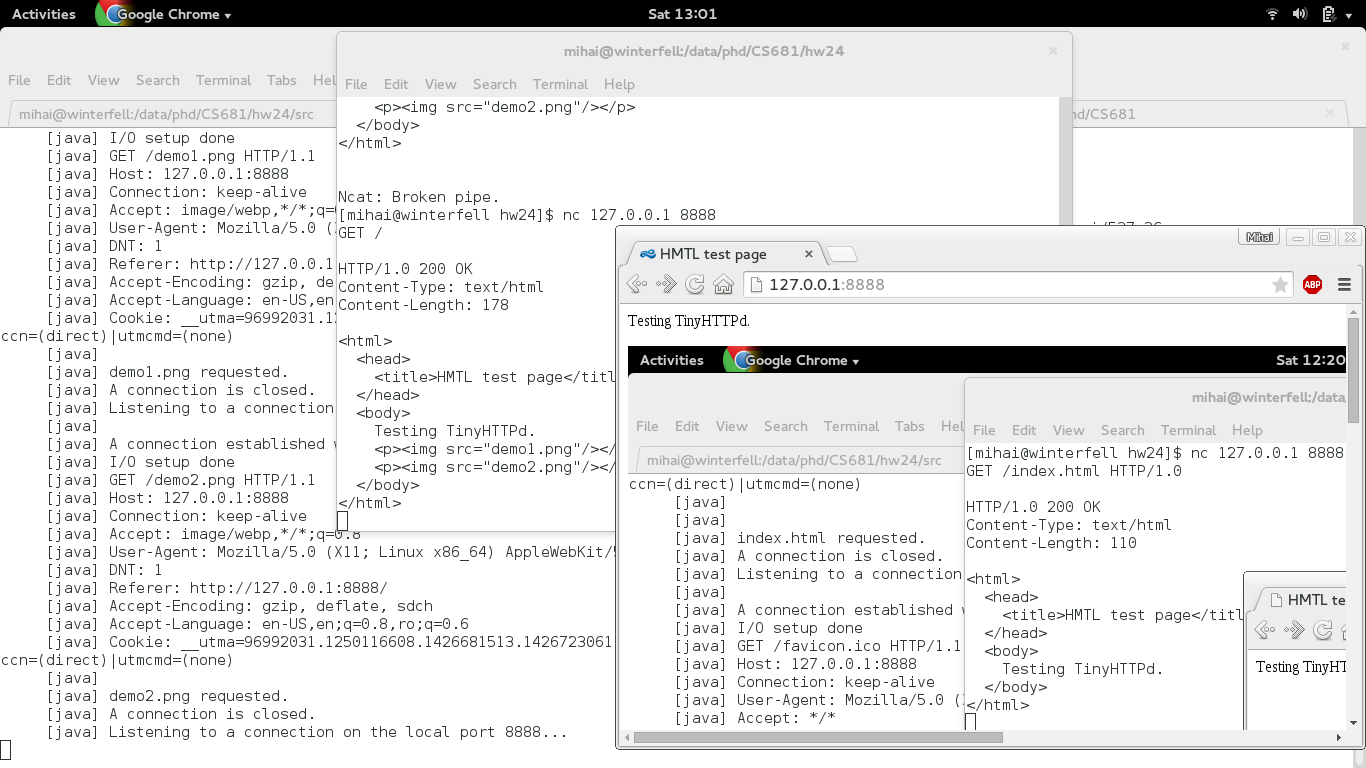 Activities Google Chrome Sat 13:01
File Edit View Search Terminal Tabs Hel
mihai@winterfell:/data/phd/CS681/hw24/src
[java] I/O setup done
[java] GET /demo1.png HTTP/1.1
[java] Host: 127.0.0.1:8888
[java] Connection: keep-alive
[java] Accept: image/webp,*/*;q=
[java] User-Agent: Mozilla/5.0 (
[java] DNT: 1
[java] Referer: http://127.0.0.1
[java] Accept-Encoding: gzip, de
[java] Accept-Language: en-US,en
[java] Cookie: __utma=96992031.12
ccn=(direct)|utmcmd=(none)
[java]
[java] demo1.png requested.
[java] A connection is closed.
[java] Listening to a connection
[java]
[java] A connection established
[java] I/O setup done
[java] GET /demo2.png HTTP/1.1
[java] Host: 127.0.0.1:8888
[java] Connection: keep-alive
[java] Accept: image/webp,*/*;q=0.8
[java] User-Agent: Mozilla/5.0 (X11; Linux x86_64) AppleWebKit/
[java] DNT: 1
[java] Referer: http://127.0.0.1:8888/
[java] Accept-Encoding: gzip, deflate, sdch
[java] Accept-Language: en-US,en;q=0.8,ro;q=0.6
[java] Cookie: __utma=96992031.1250116608.1426681513.1426723061
ccn=(direct)|utmcmd=(none)
[java]
[java] demo2.png requested.
[java] A connection is closed.
[java] Listening to a connection on the local port 8888...
hd/CS681
mihai@winterfell:/data/phd/CS681/hw24
File Edit View Search Terminal Help
<p><img src="demo2.png"/></p>
</body>
</html>
Ncat: Broken pipe.
[mihai@winterfell hw24]$ nc 127.0.0.1 8888
GET /
HTTP/1.0 200 OK
Content-Type: text/html
Content-Length: 178
<html>
<head>
<title>HMTL test page</titl
</head>
<body>
Testing TinyHTTPd.
<p><img src="demo1.png"/></
<p><img src="demo2.png"/></
</body>
</html>
Mihai
HMTL test page
127.0.0.1:8888 ABP
Testing TinyHTTPd.
Activities Google Chrome Sat 12:20
File Edit View Search Terminal Tabs Hel
mihai@winterfell:/data/phd/CS681/hw24/src
ccn=(direct)|utmcmd=(none)
[java]
[java]
[java] index.html requested.
[java] A connection is closed.
[java] Listening to a connection
[java]
[java] A connection established
[java] I/O setup done
[java] GET /favicon.ico HTTP/1.1
[java] Host: 127.0.0.1:8888
[java] Connection: keep-alive
[java] User-Agent: Mozilla/5.0 (
[java] Accept: */*
mihai@winterfell:/data/
File Edit View Search Terminal Help
[mihai@winterfell hw24]$ nc 127.0.0.1 8888
GET /index.html HTTP/1.0
HTTP/1.0 200 OK
Content-Type: text/html
Content-Length: 110
<html>
<head>
<title>HMTL test page</titl
</head>
<body>
Testing TinyHTTPd.
</body>
</html>
HMTL te
Testing TinyHT